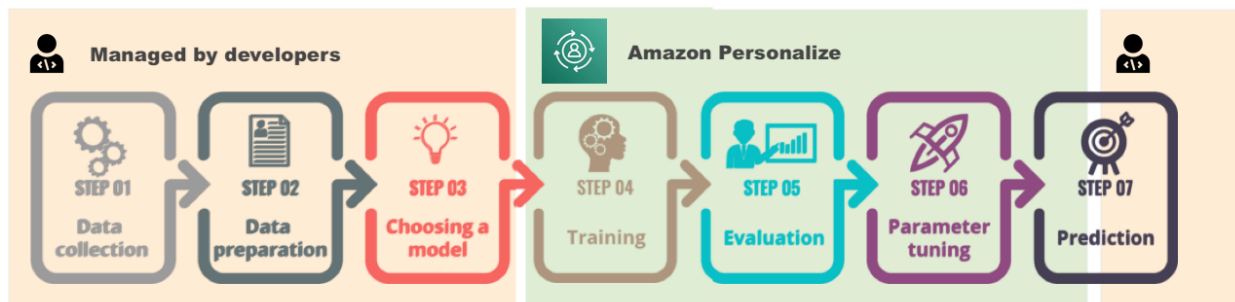 Managed by developers
Amazon Personalize
STEP 01
Data
collection
STEP 02
Data
preparation
STEP 03
Choosing a
model
STEP 04
Training
STEP 05
Evaluation
STEP 06
Parameter
tuning
STEP 07
Prediction